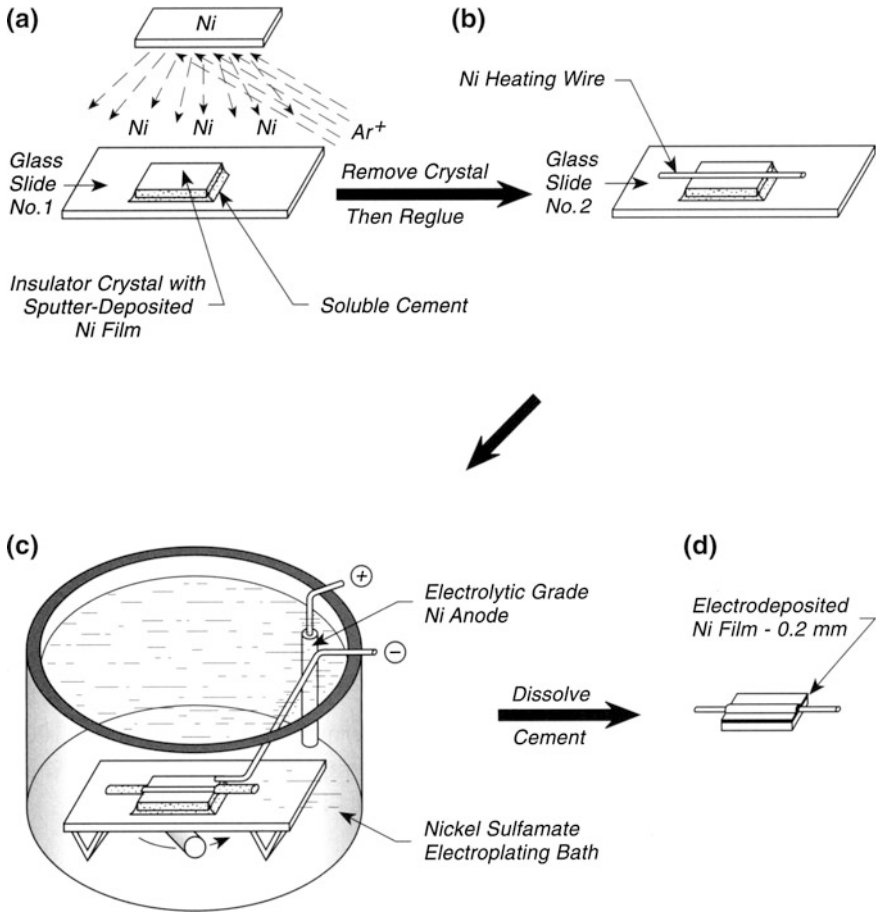 (a)
Ni
Ni Ni Ni
Ar+
Glass
Slide
No.1
Insulator Crystal with
Sputter-Deposited
Ni Film
Soluble Cement
Remove Crystal
Then Reglue
(b)
Ni Heating Wire
Glass
Slide
No.2
(c)
+
Electrolytic Grade
Ni Anode
−
Nickel Sulfamate
Electroplating Bath
Dissolve
Cement
(d)
Electrodeposited
Ni Film - 0.2 mm